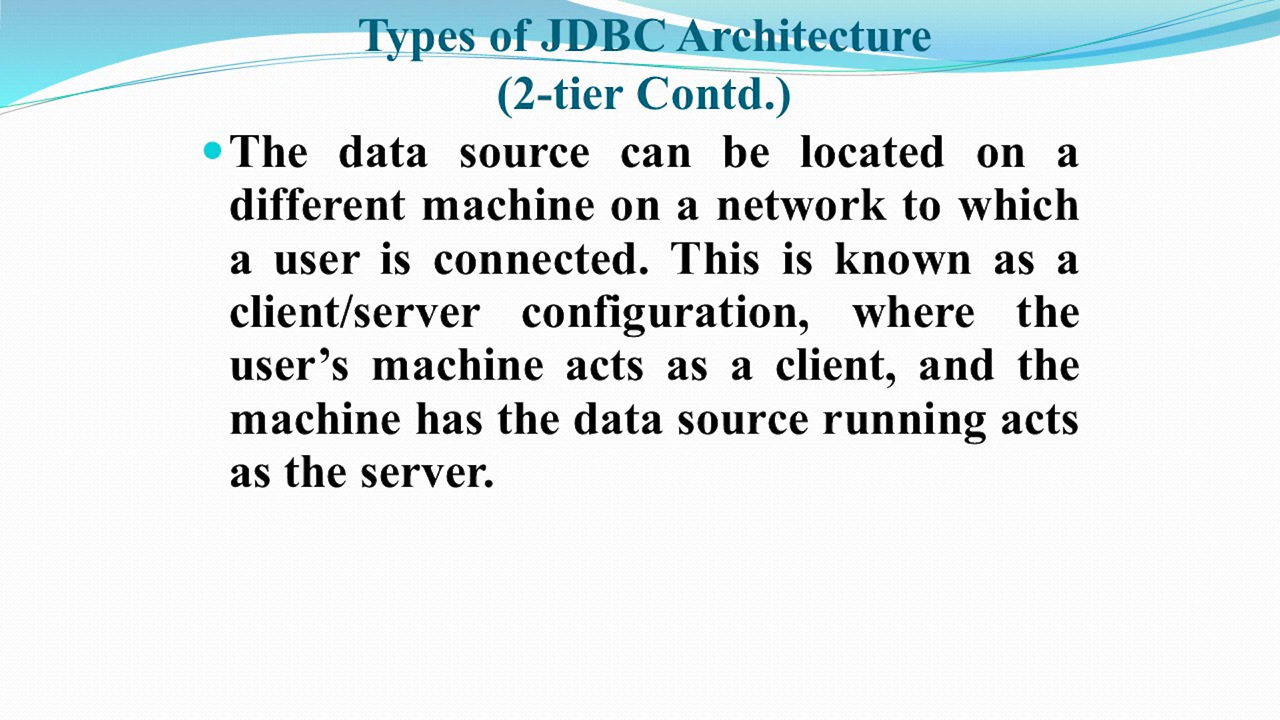 Types of JDBC Architecture
(2-tier Contd.)
The data source can be located on a
different machine on a network to which
a user is connected. This is known as a
client/server configuration, where the
user’s machine acts as a client, and the
machine has the data source running acts
as the server.